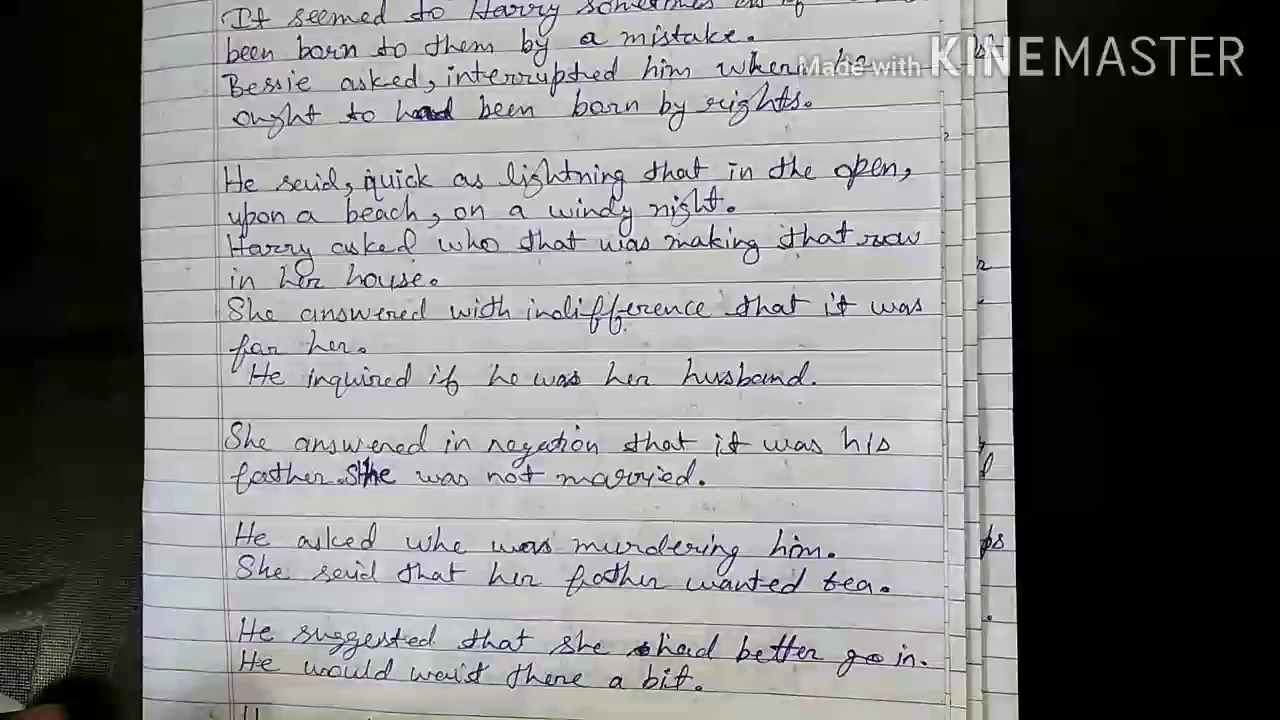 It seemed to Harry sometimes as if
been born to them by a mistake.
Bessie asked, interrupted him where he
ought to had been born by rights.
He said, quick as lightning that in the open,
upon a beach, on a windy night.
Harry asked who that was making that row
in her house.
She answered with indifference that it was
far her.
He inquired if he was her husband.
She answered in negation that it was his
father. She was not married.
He asked whe was murdering him.
She said that her father wanted tea.
He suggested that she had better go in.
He would waist there a bit.
Made with KINEMASTER